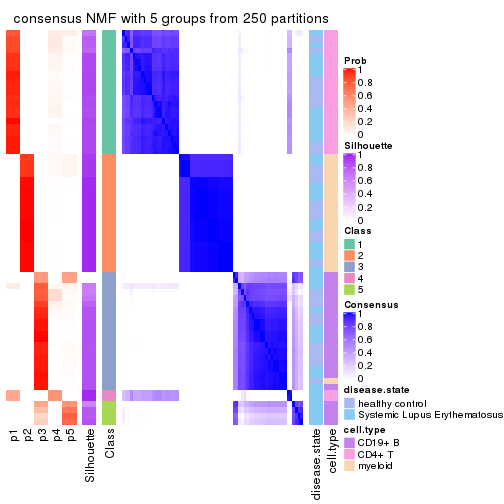 consensus NMF with 5 groups from 250 partitions
p1
p2
p3
p4
p5
Silhouette
Class
disease.state
cell.type
Prob
1
0.8
0.6
0.4
0.2
0
Silhouette
1
0.8
0.6
0.4
0.2
0
Class
1
2
3
4
5
Consensus
1
0.8
0.6
0.4
0.2
0
disease.state
healthy control
Systemic Lupus Erythematosus
cell.type
CD19+ B
CD4+ T
myeloid